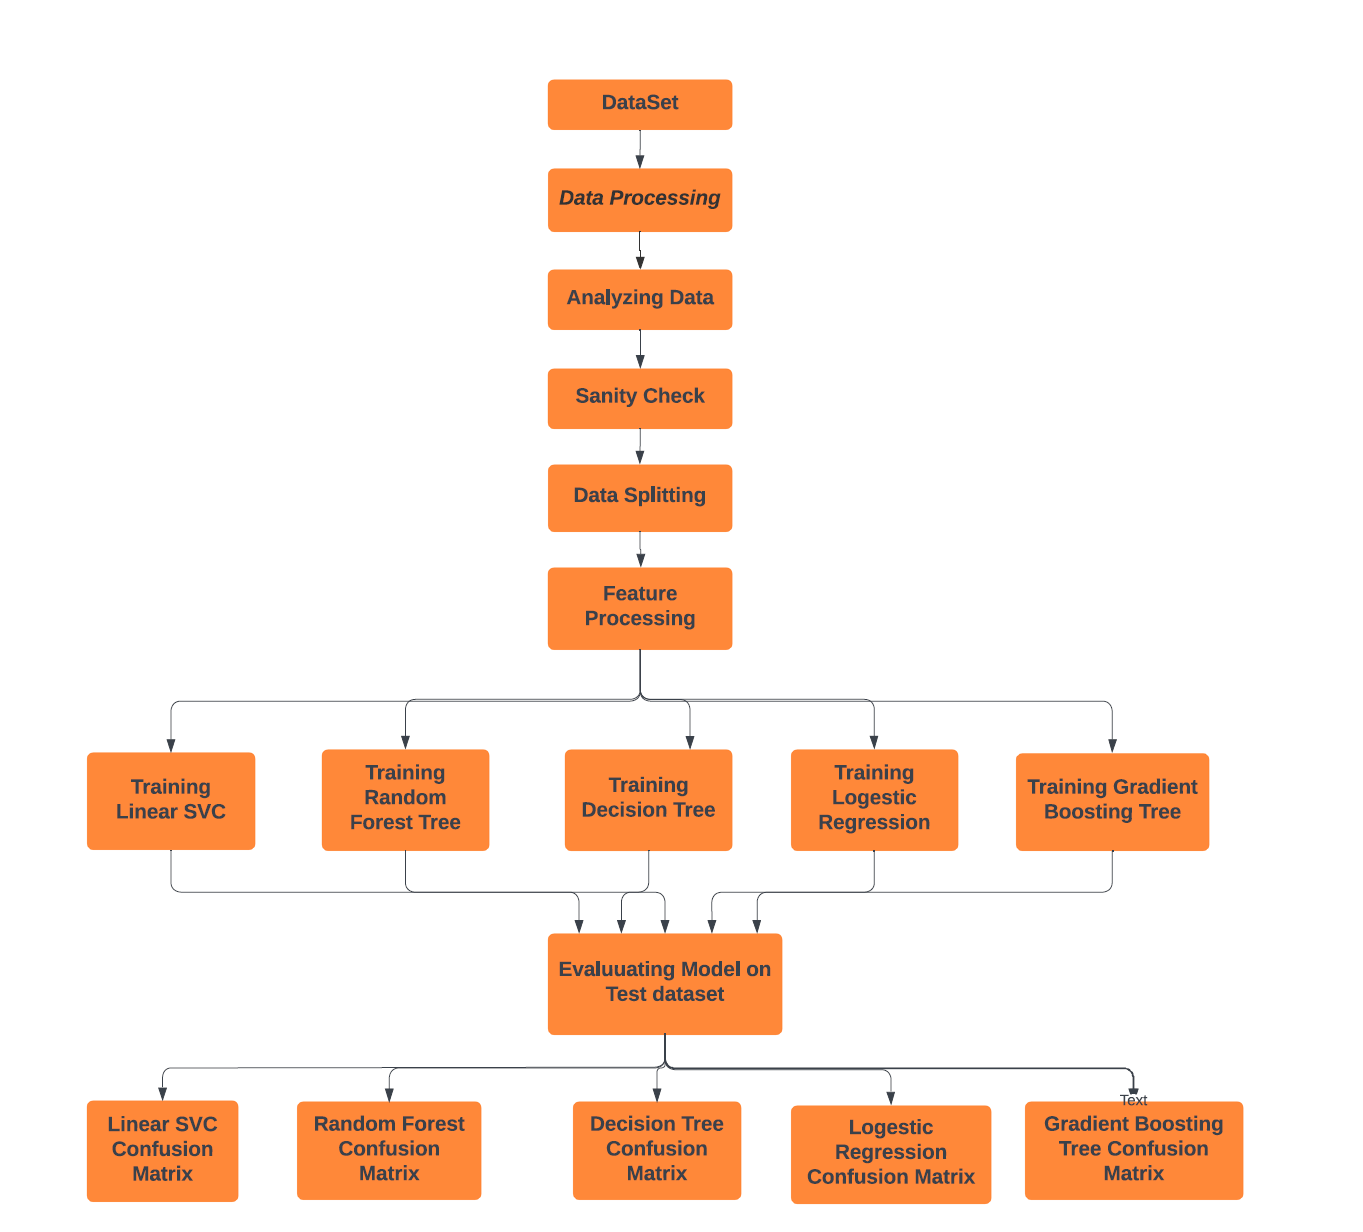 DataSet
Data Processing
Analyzing Data
Sanity Check
Data Splitting
Feature
Processing
Training
Linear SVC
Training
Random
Forest Tree
Training
Decision Tree
Training
Logestic
Regression
Training Gradient
Boosting Tree
Evaluuating Model on
Test dataset
Linear SVC
Confusion
Matrix
Random Forest
Confusion
Matrix
Decision Tree
Confusion
Matrix
Logestic
Regression
Confusion Matrix
Text
Gradient Boosting
Tree Confusion
Matrix